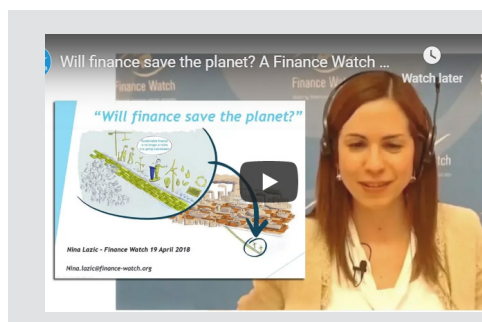 Will finance save the planet? A Finance Watch ...
Watch later
Finance Watch
Finance W
"Will finance save the planet?"
Nina Lazic - Finance Watch 19 April 2018
Nina.lazic@finance-watch.org